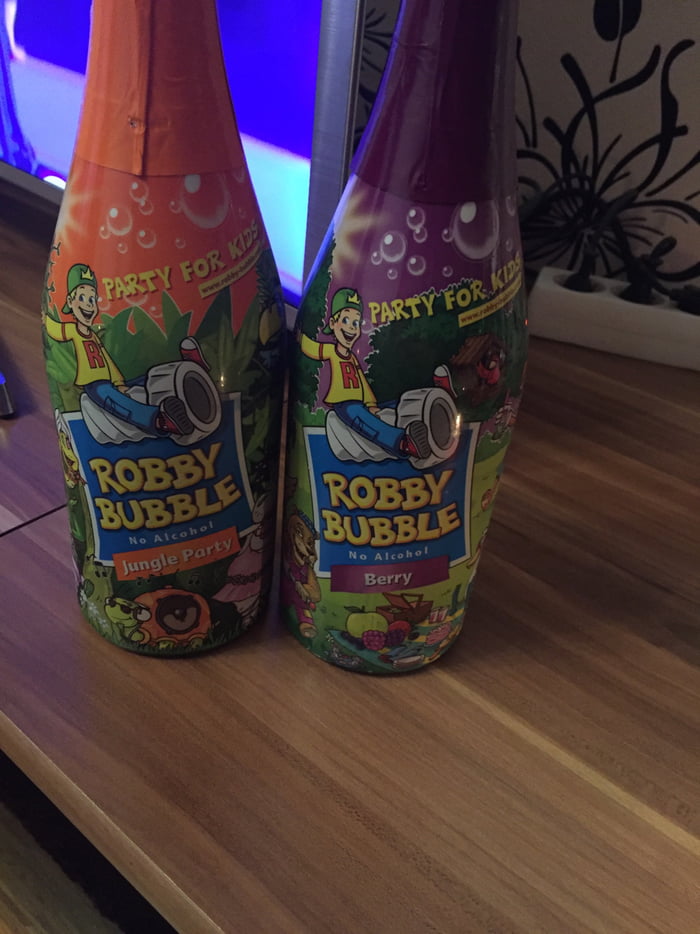 PARTY FOR KIDS
R
ROBBY
BUBBLE
No Alcohol
Jungle Party
PARTY FOR KIDS
R
ROBBY
BUBBLE
No Alcohol
Berry